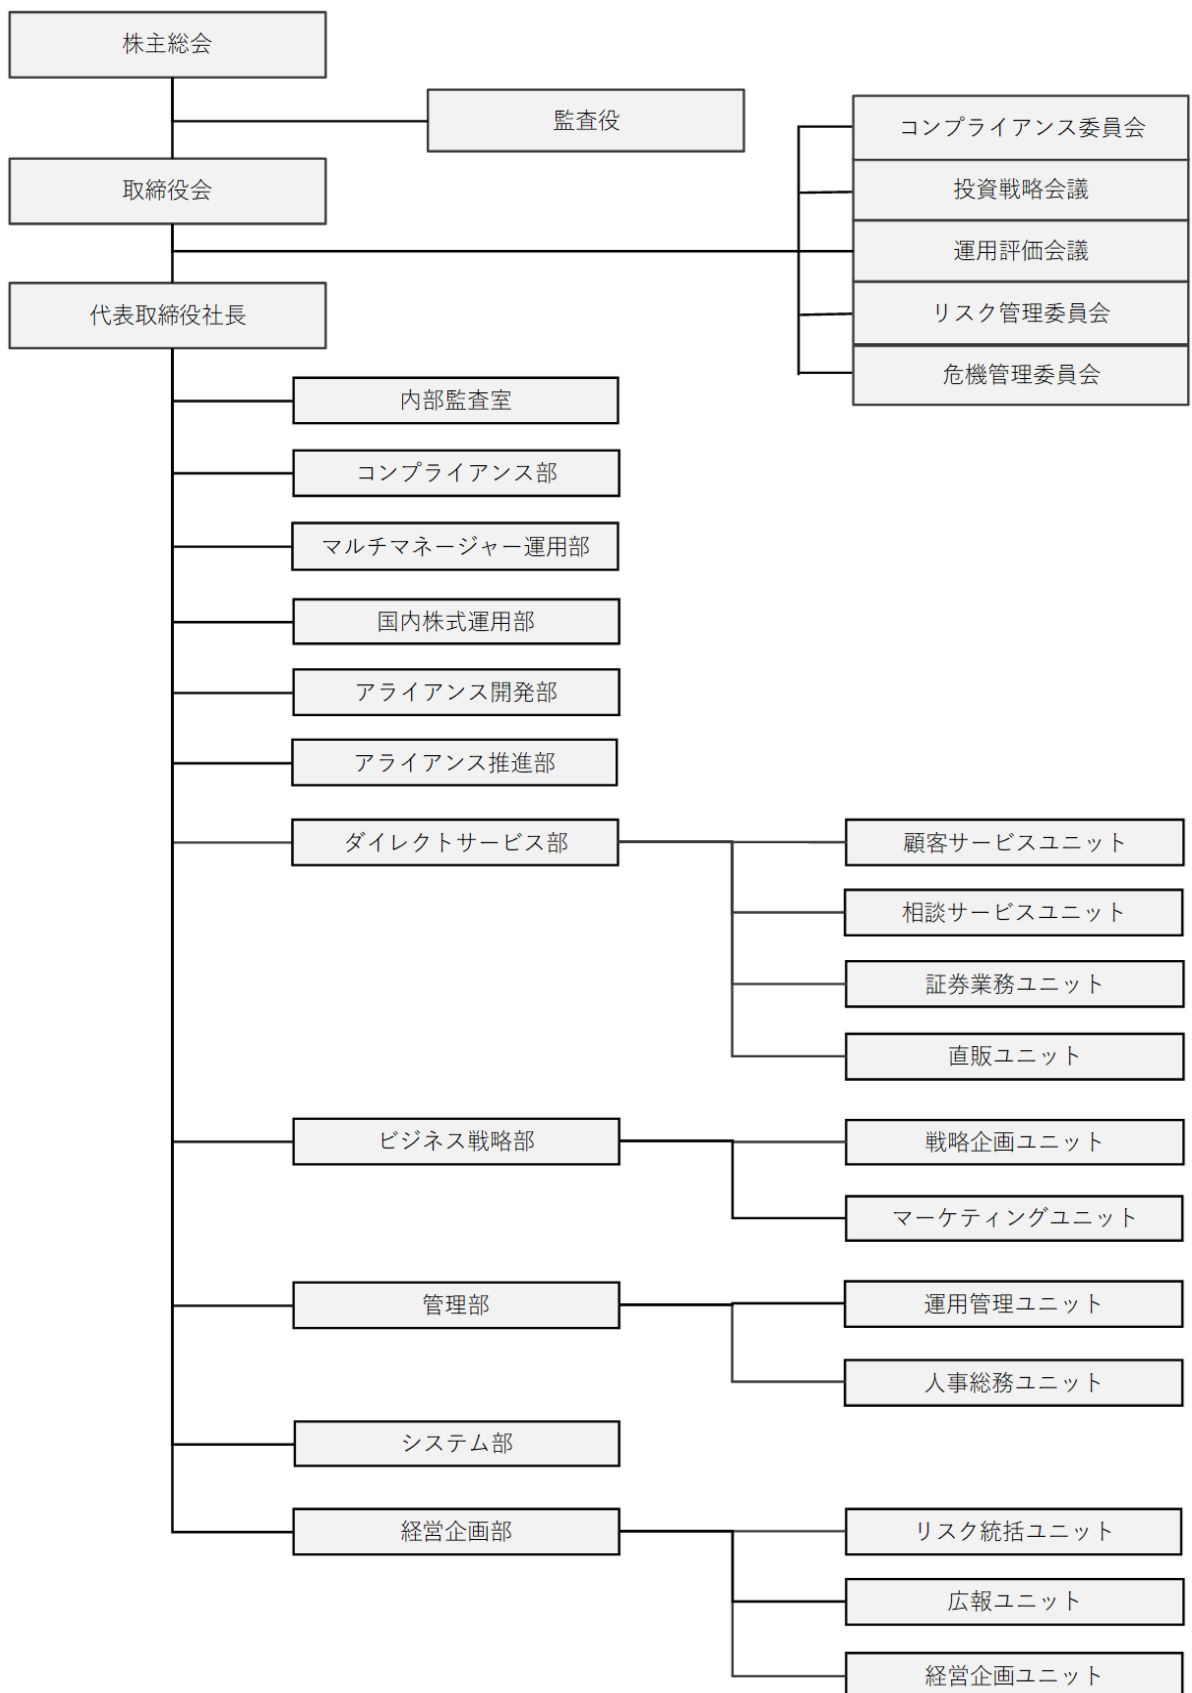 株主総会
監査役
コンプライアンス委員会
取締役会
投資戦略会議
運用評価会議
代表取締役社長
リスク管理委員会
危機管理委員会
内部監査室
コンプライアンス部
マルチマネージャー運用部
国内株式運用部
アライアンス開発部
アライアンス推進部
ダイレクトサービス部
顧客サービスユニット
相談サービスユニット
証券業務ユニット
直販ユニット
ビジネス戦略部
戦略企画ユニット
マーケティングユニット
管理部
運用管理ユニット
人事総務ユニット
システム部
経営企画部
リスク統括ユニット
広報ユニット
経営企画ユニット